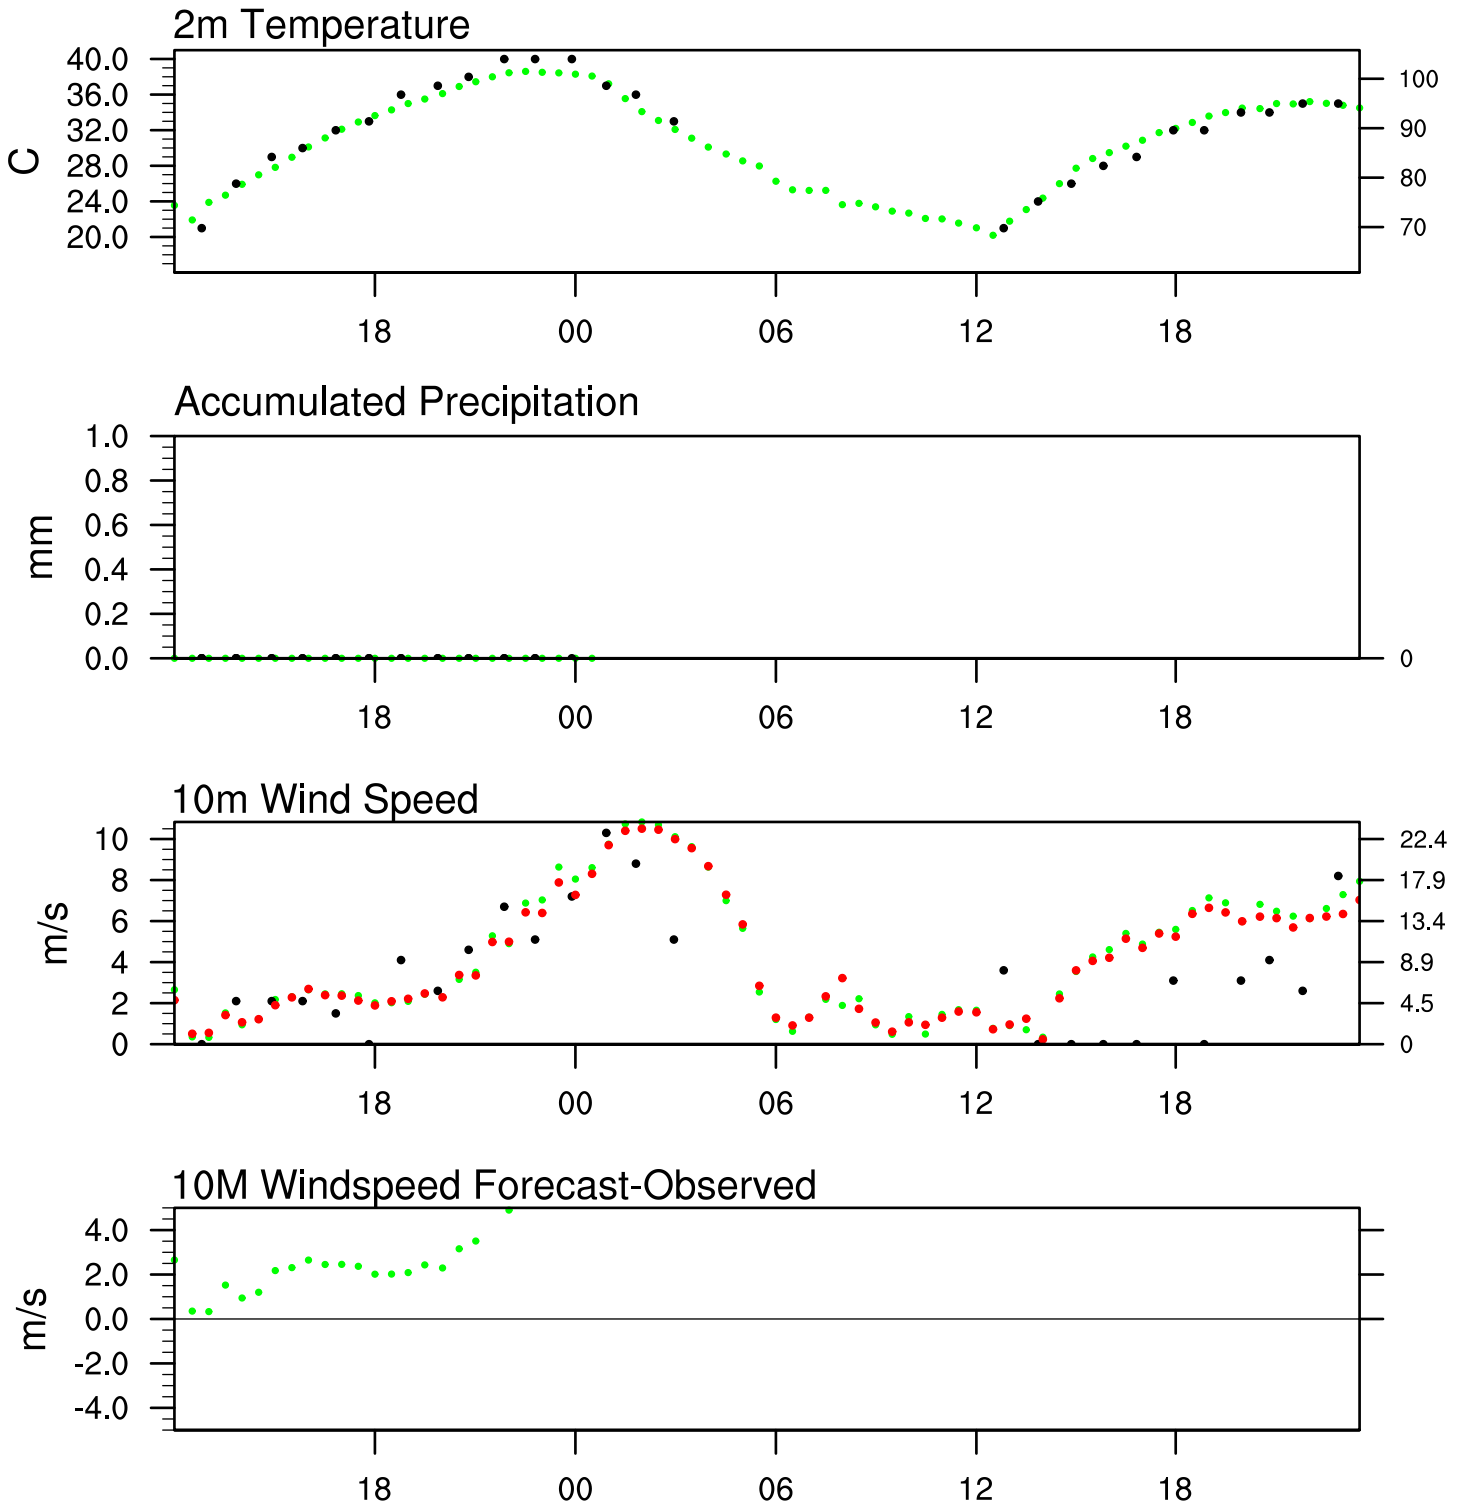 2m Temperature
40.0
36.0
32.0
28.0
24.0
20.0
C
100
90
80
70
18 00 06 12 18
Accumulated Precipitation
1.0
0.8
0.6
0.4
0.2
0.0
mm
0
18 00 06 12 18
10m Wind Speed
10
8
6
4
2
0
m/s
22.4
17.9
13.4
8.9
4.5
0
18 00 06 12 18
10M Windspeed Forecast-Observed
4.0
2.0
0.0
-2.0
-4.0
m/s
18 00 06 12 18